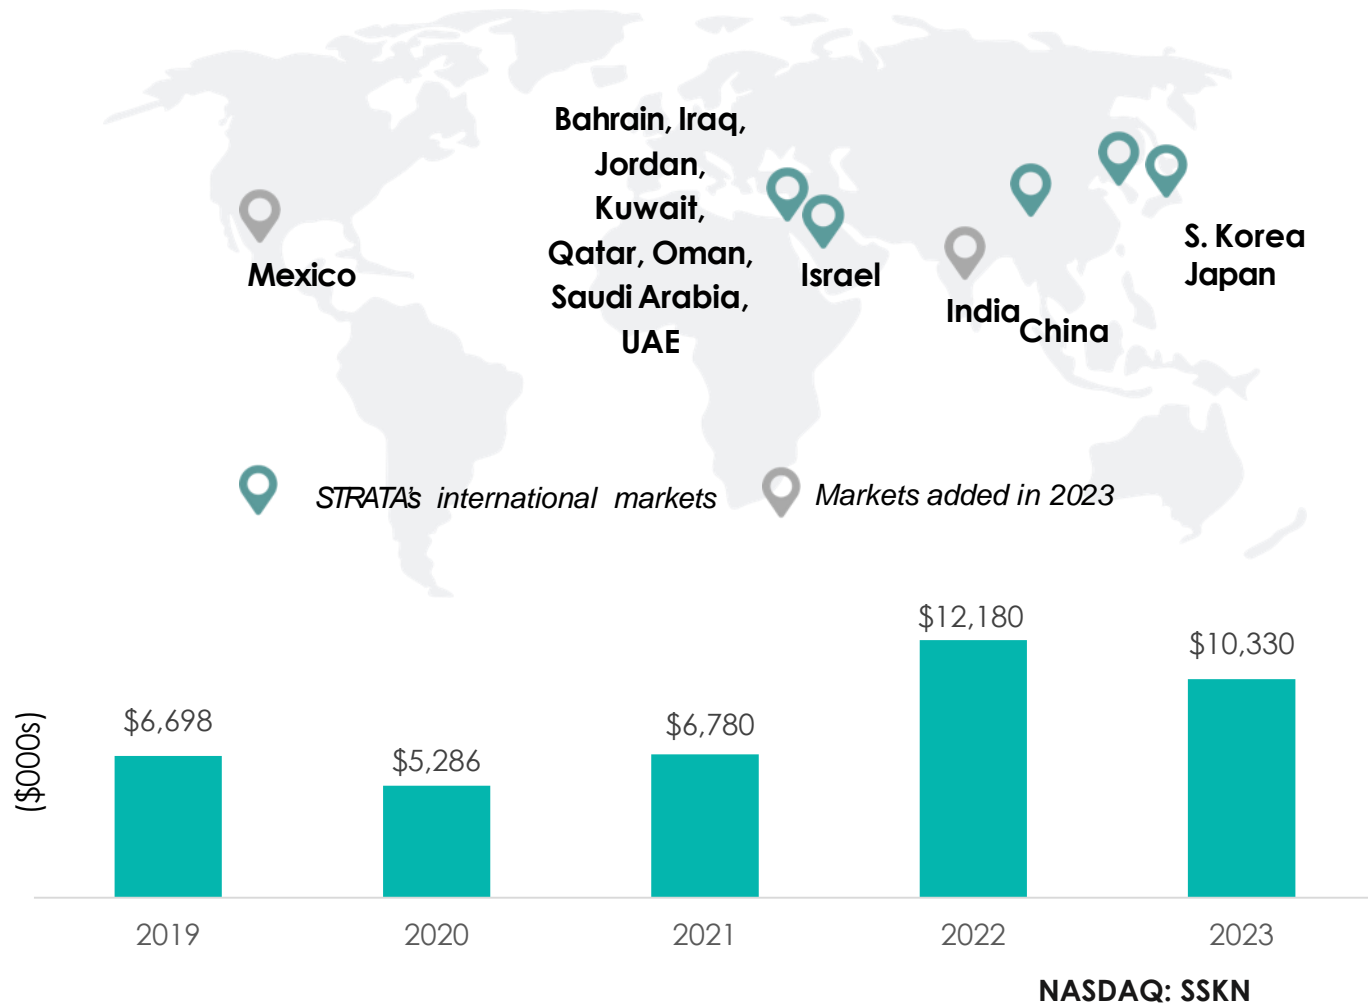 Bahrain, Iraq,
Jordan,
Kuwait,
Qatar, Oman,
Saudi Arabia,
UAE
Mexico
Israel
India
China
S. Korea
Japan
STRATA's international markets
Markets added in 2023
($000s)
$6,698
$5,286
$6,780
$12,180
$10,330
2019
2020
2021
2022
2023
NASDAQ: SSKN